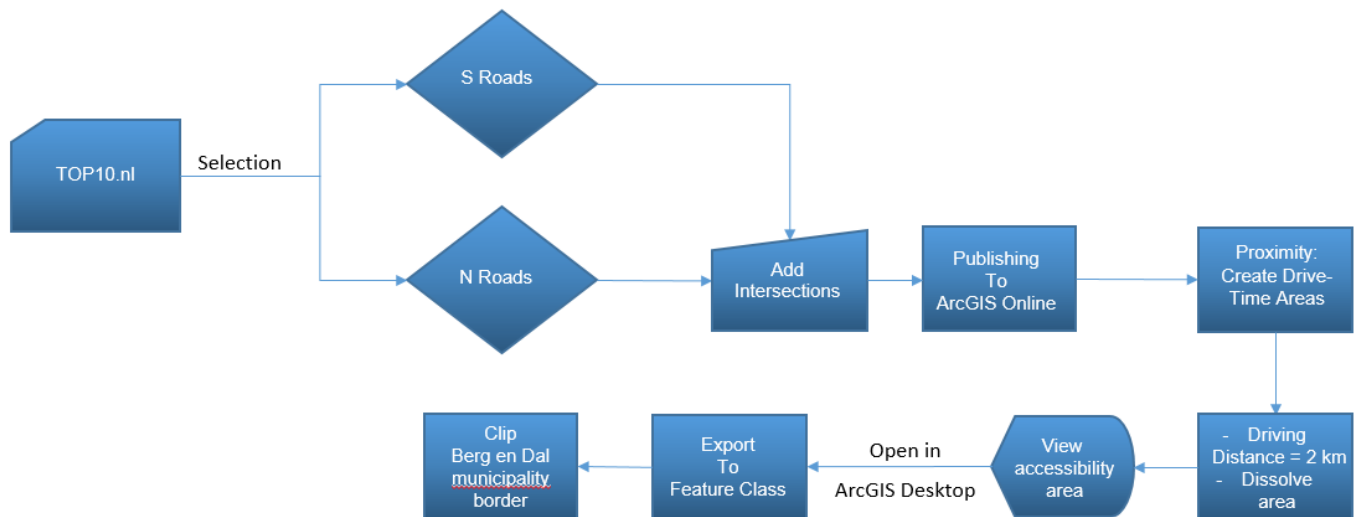 S Roads
TOP10.nl
Selection
N Roads
Add
Intersections
Publishing
To
ArcGIS Online
Proximity:
Create Drive-
Time Areas
Clip
Berg en Dal
municipality
border
Export
To
Feature Class
Open in
ArcGIS Desktop
View
accessibility
area
- Driving
Distance = 2 km
- Dissolve
area